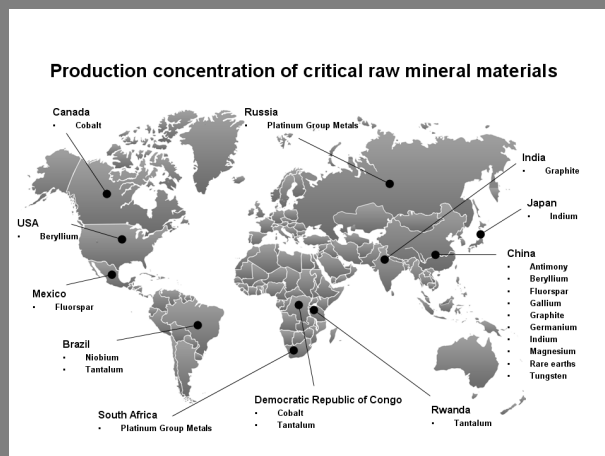 Production concentration of critical raw mineral materials
Canada
• Cobalt
Russia
• Platinum Group Metals
India
• Graphite
Japan
• Indium
USA
• Beryllium
China
• Antimony
• Beryllium
• Fluorspar
• Gallium
• Graphite
• Germanium
• Indium
• Magnesium
• Rare earths
• Tungsten
Mexico
• Fluorspar
Brazil
• Niobium
• Tantalum
South Africa
• Platinum Group Metals
Democratic Republic of Congo
• Cobalt
• Tantalum
Rwanda
• Tantalum